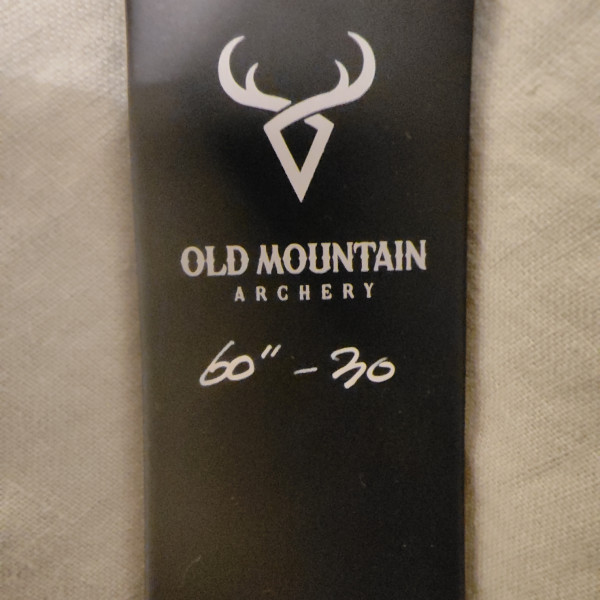 OLD MOUNTAIN
ARCHERY
60" - 30